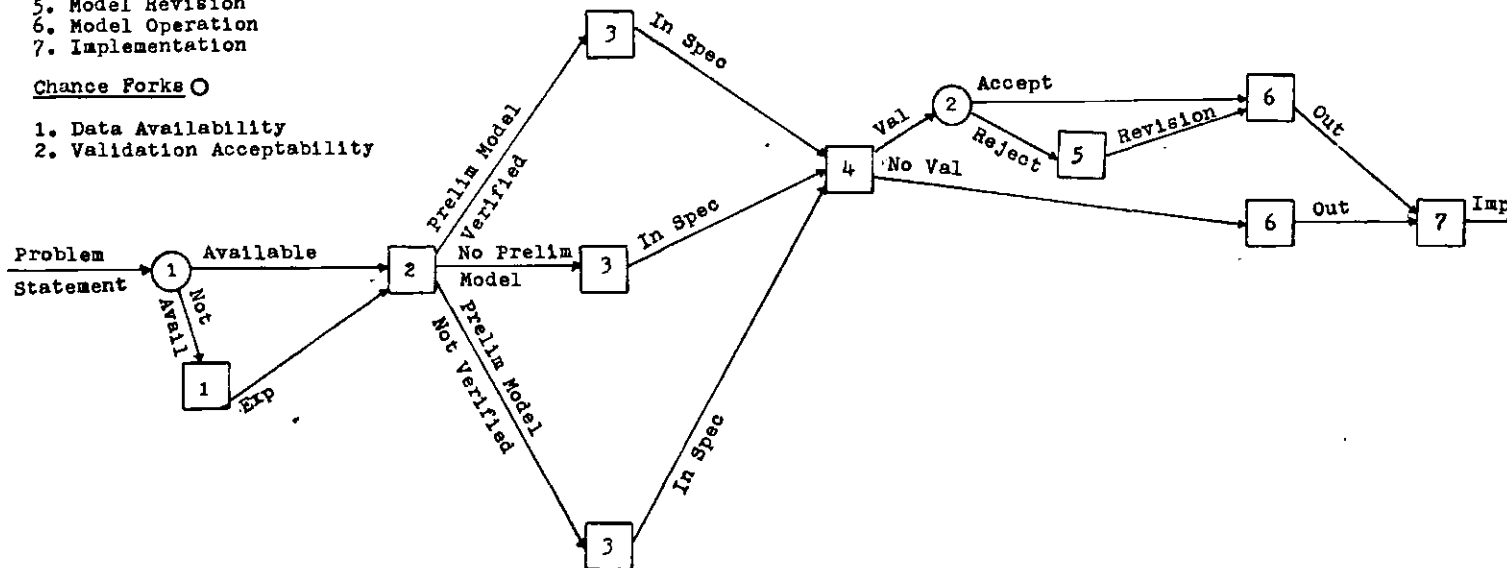 5. Model Revision
6. Model Operation
7. Implementation
Chance Forks
1. Data Availability
2. Validation Acceptability
Problem
Statement
1
Available
Not
Avail
1
Exp
2
Prelim Model
Verified
No Prelim
Model
Prelim Model
Not Verified
3
3
3
In Spec
In Spec
In Spec
4
Val
No Val
2
Accept
Reject
5
Revision
6
6
Out
Out
7
Imp